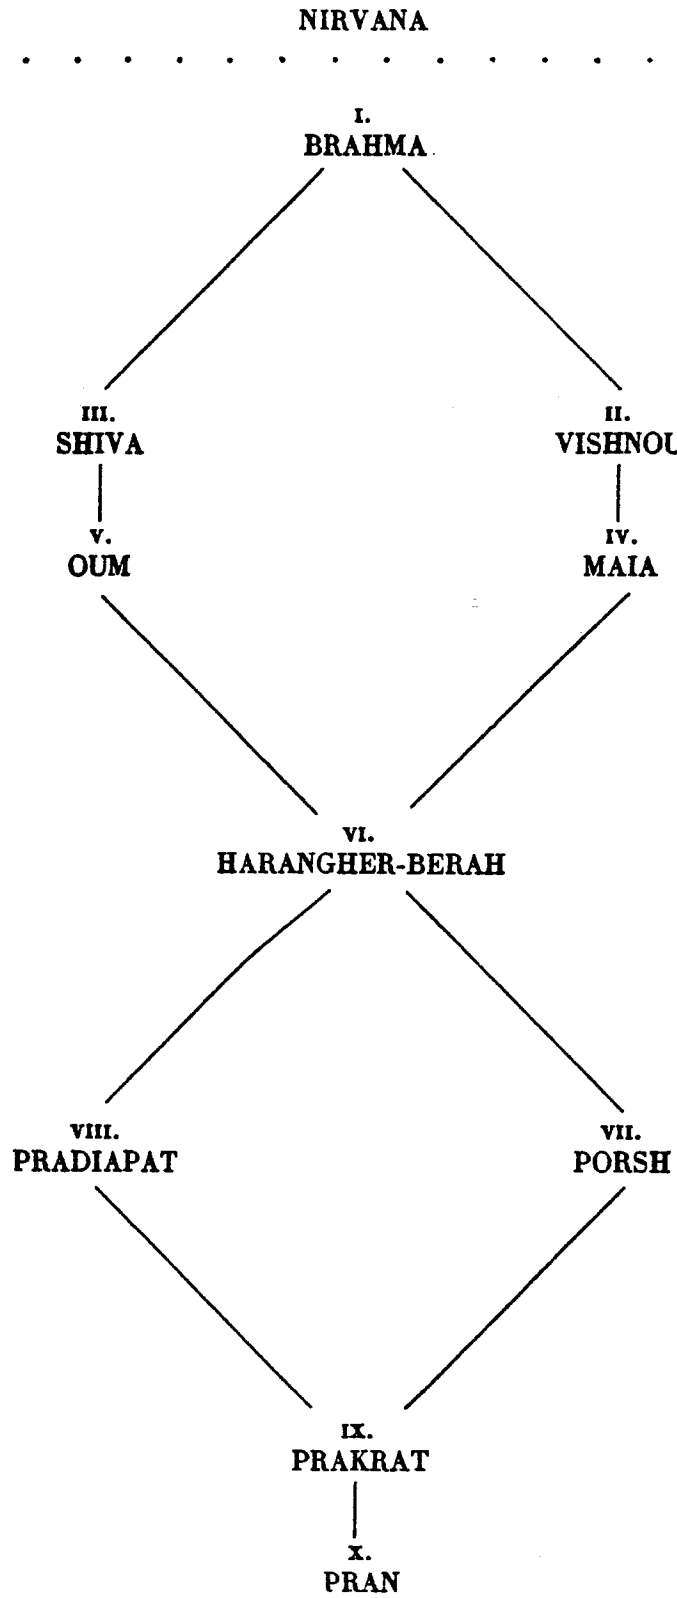 NIRVANA
I.
BRAHMA
III.
SHIVA
II.
VISHNOU
V.
OUM
IV.
MAIA
VI.
HARANGHER-BERAH
VIII.
PRADIAPAT
VII.
PORSH
IX.
PRAKRAT
X.
PRAN